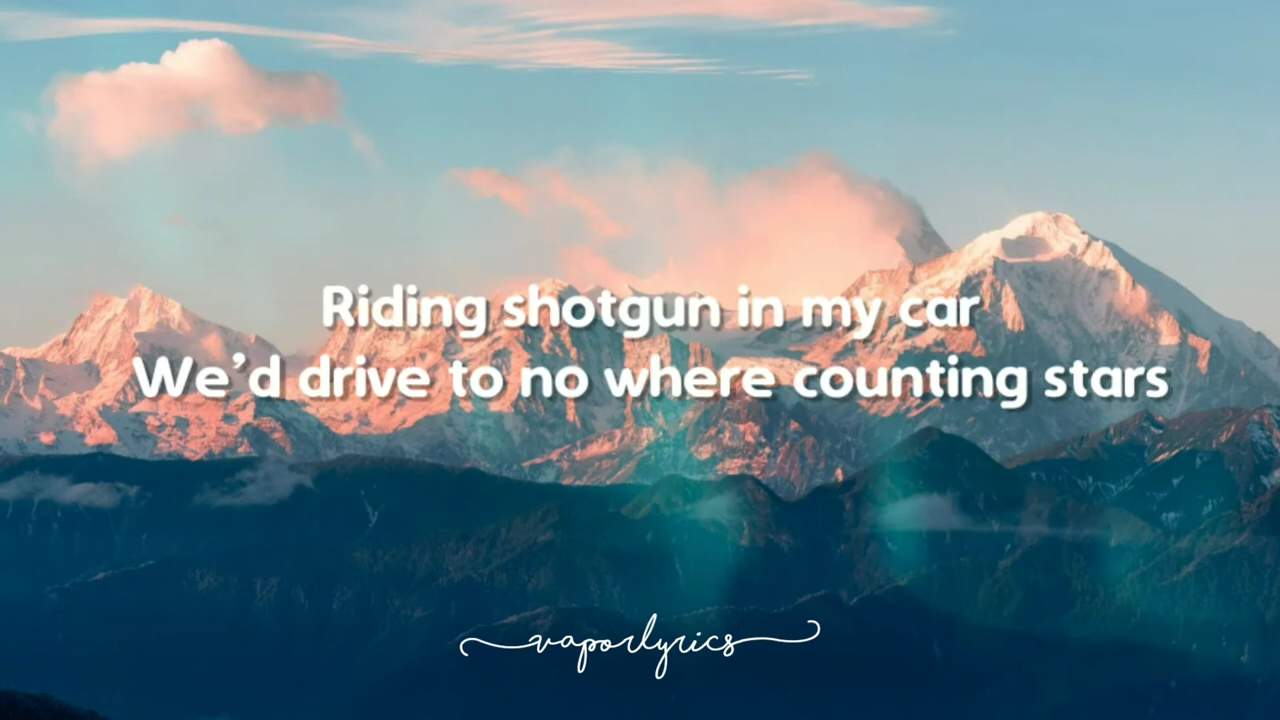 Riding shotgun in my car
We'd drive to no where counting stars
vaporlyrics